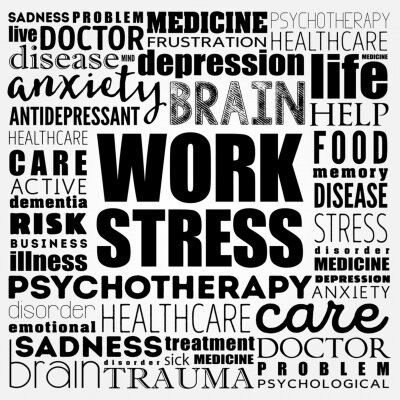 SADNESS PROBLEM MEDICINE PSYCHOTHERAPY
live DOCTOR FRUSTRATION HEALTHCARE
disease MIND depression MEDICINE
anxiety BRAIN life
ANTIDEPRESSANT HELP
HEALTHCARE WORK FOOD
CARE memory
ACTIVE DISEASE
dementia STRESS STRESS
RISK disorder
BUSINESS MEDICINE
illness DEPRESSION
PSYCHOTHERAPY ANXIETY
disorder HEALTHCARE care
emotional
SADNESS treatment DOCTOR
brain disorder sick MEDICINE PROBLEM
TRAUMA PSYCHOLOGICAL